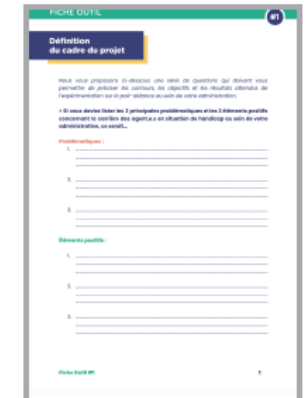 FICHE OUTIL
#1
Définition
du cadre du projet
Nous vous proposons ci-dessous une série de questions qui doivent vous
permettre de préciser les contours, les objectifs et les résultats attendus de
l'expérimentation sur la pair-aidance au sein de votre administration.
• Si vous deviez lister les 3 principales problématiques et les 3 éléments positifs
concernant la carrière des agent.e.s en situation de handicap au sein de votre
administration, ce serait...
Problématiques :
1.
2.
3.
Éléments positifs :
1.
2.
3.
Fiche Outil #1
1